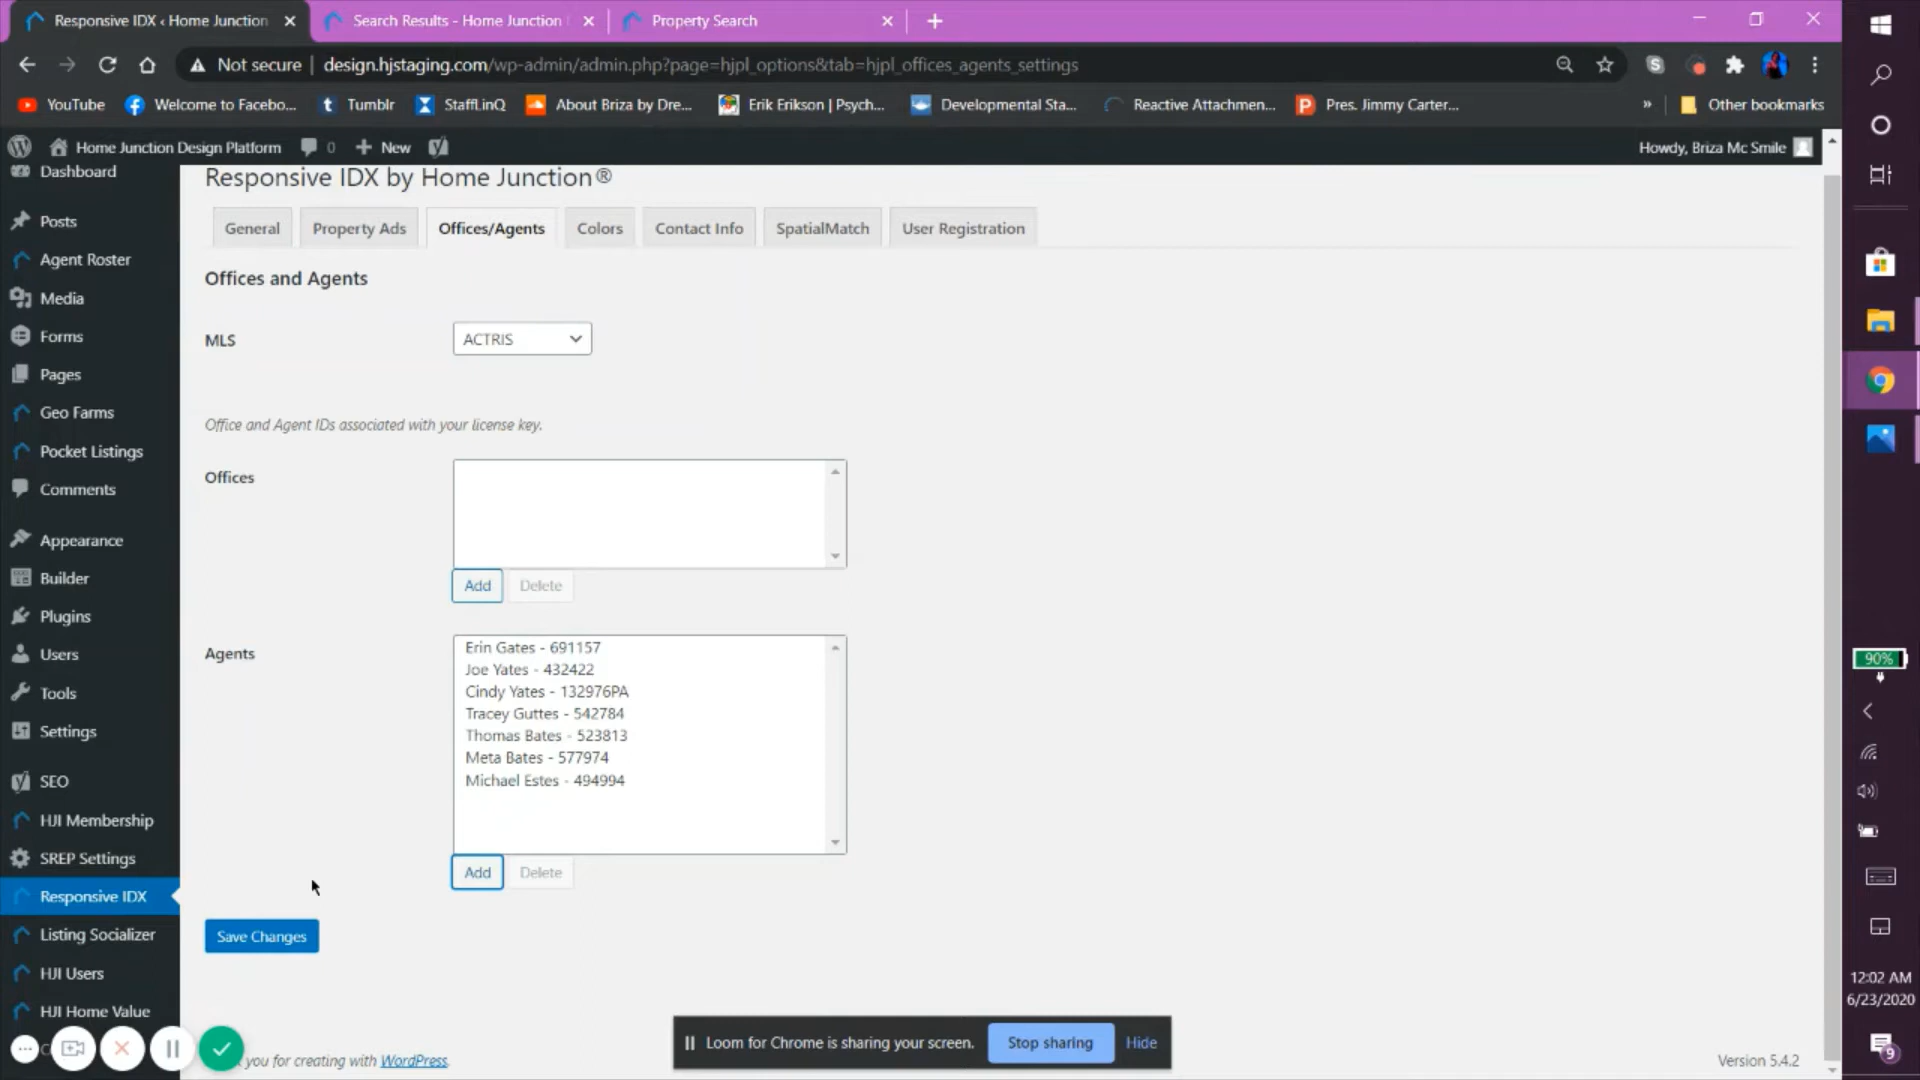 Responsive IDX ‹ Home Junction
Search Results - Home Junction
Property Search
Not secure | design.hjstaging.com/wp-admin/admin.php?page=hjpl_options&tab=hjpl_offices_agents_settings
YouTube
Welcome to Facebo...
Tumblr
StaffLinQ
About Briza by Dre...
Erik Erikson | Psych...
Developmental Sta...
Reactive Attachmen...
Pres. Jimmy Carter...
»
Other bookmarks
Home Junction Design Platform
0
New
Howdy, Briza Mc Smile
Dashboard
Posts
Agent Roster
Media
Forms
Pages
Geo Farms
Pocket Listings
Comments
Appearance
Builder
Plugins
Users
Tools
Settings
SEO
HJI Membership
SREP Settings
Responsive IDX
Listing Socializer
HJI Users
HJI Home Value
Responsive IDX by Home Junction®
General
Property Ads
Offices/Agents
Colors
Contact Info
SpatialMatch
User Registration
Offices and Agents
MLS
ACTRIS
Office and Agent IDs associated with your license key.
Offices
Add
Delete
Agents
Erin Gates - 691157
Joe Yates - 432422
Cindy Yates - 132976PA
Tracey Guttes - 542784
Thomas Bates - 523813
Meta Bates - 577974
Michael Estes - 494994
Add
Delete
Save Changes
you for creating with WordPress.
Version 5.4.2
Loom for Chrome is sharing your screen.
Stop sharing
Hide
90%
12:02 AM
6/23/2020
9